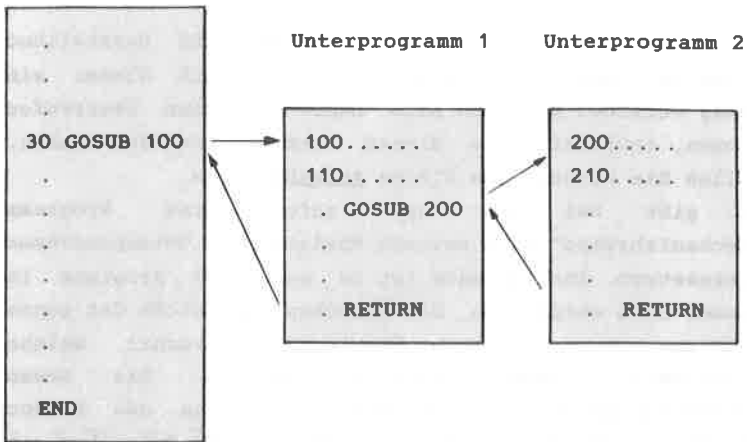 Unterprogramm 1
Unterprogramm 2
30 GOSUB 100
END
100.......
110.......
GOSUB 200
. RETURN
200......
210......
. RETURN